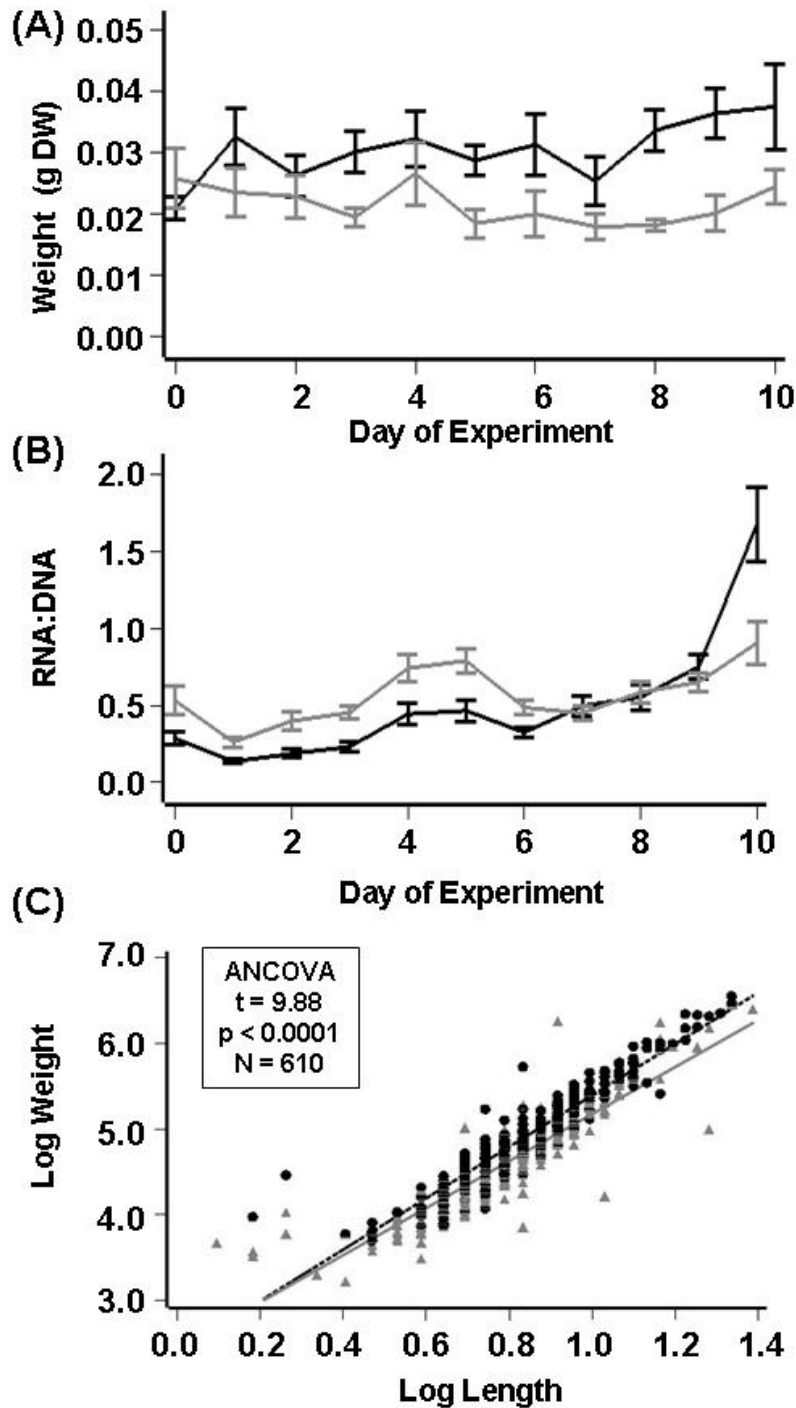 (A)
0.05
0.04
0.03
0.02
0.01
0.00
Weight (g DW)
0 2 4 6 8 10
Day of Experiment
(B)
2.0
1.5
1.0
0.5
0.0
RNA:DNA
0 2 4 6 8 10
Day of Experiment
(C)
7.0
6.0
5.0
4.0
3.0
Log Weight
ANCOVA
t = 9.88
p < 0.0001
N = 610
0.0 0.2 0.4 0.6 0.8 1.0 1.2 1.4
Log Length